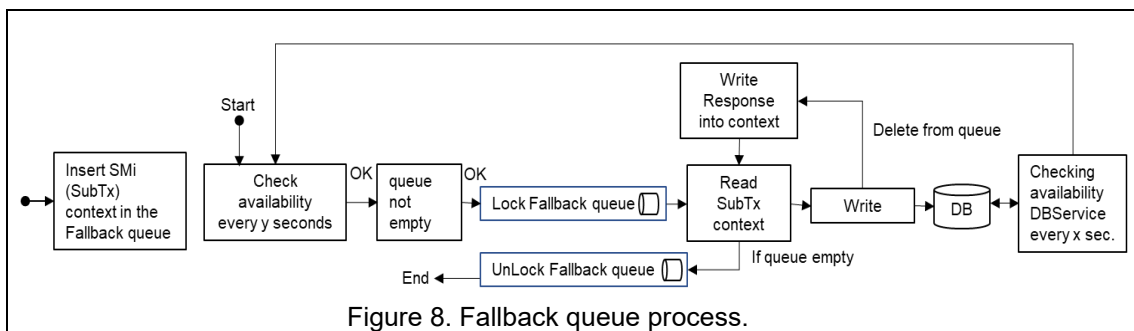 Start
Insert SMi
(SubTx)
context in the
Fallback queue
Check
availability
every y seconds
OK
queue
not
empty
OK
Lock Fallback queue
Write
Response
into context
Delete from queue
Read
SubTx
context
Write
DB
Checking
availability
DBService
every x sec.
If queue empty
UnLock Fallback queue
End
Figure 8. Fallback queue process.